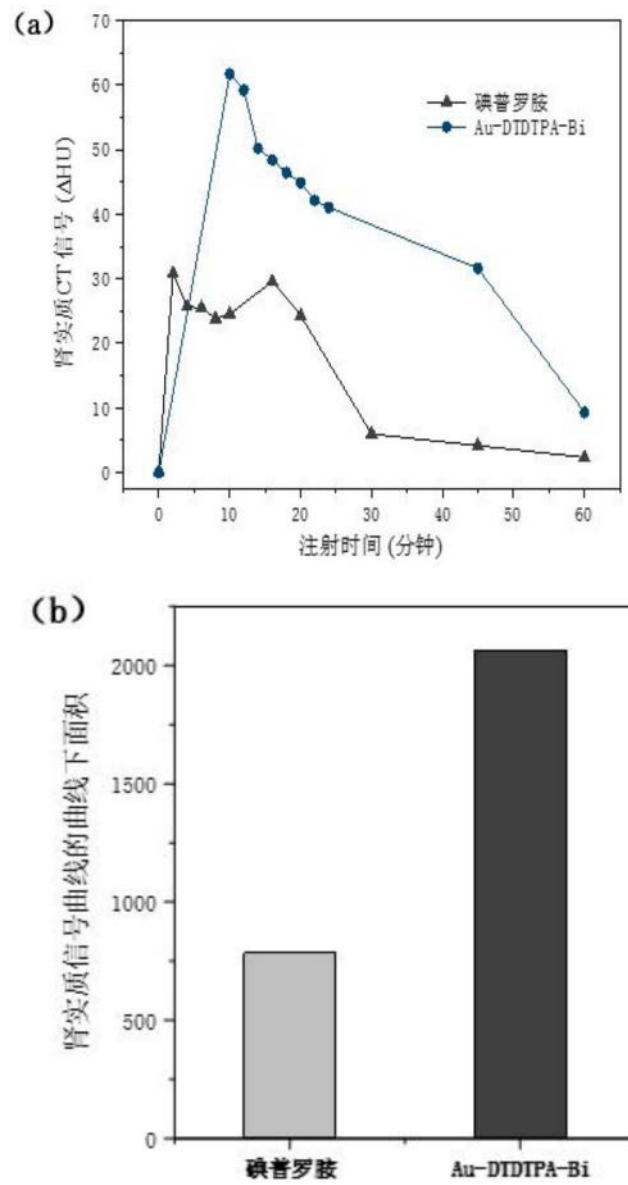 (a)
70
60
50
40
30
20
10
0
肾实质CT 信号 (ΔHU)
碘普罗胺
Au-DTDTPA-Bi
0 10 20 30 40 50 60
注射时间 (分钟)
(b)
2000
1500
1000
500
0
肾实质信号曲线的曲线下面积
碘普罗胺 Au-DTDTPA-Bi